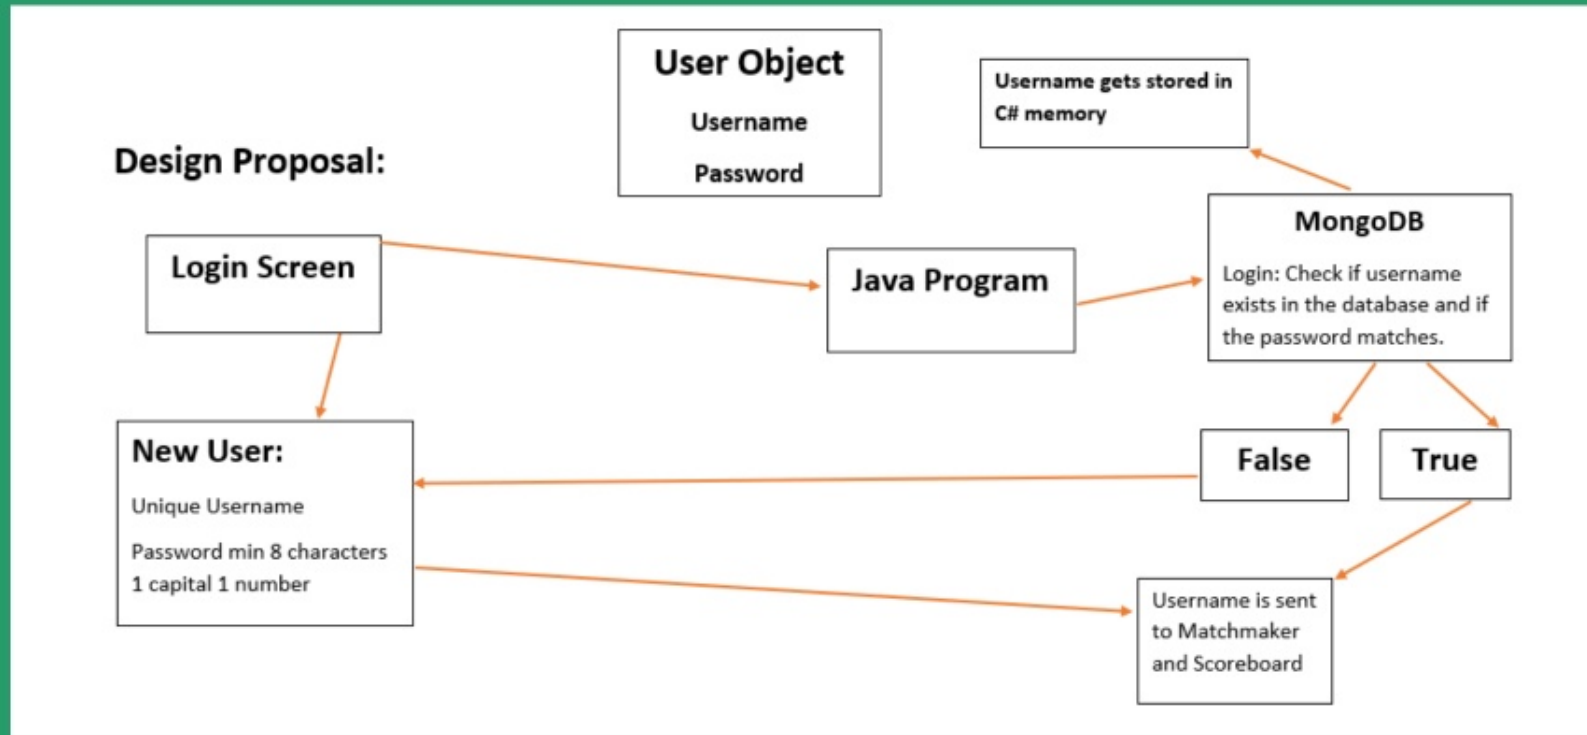 User Object
Username
Password
Username gets stored in
C# memory
Design Proposal:
Login Screen
Java Program
MongoDB
Login: Check if username
exists in the database and if
the password matches.
New User:
Unique Username
Password min 8 characters
1 capital 1 number
False
True
Username is sent
to Matchmaker
and Scoreboard